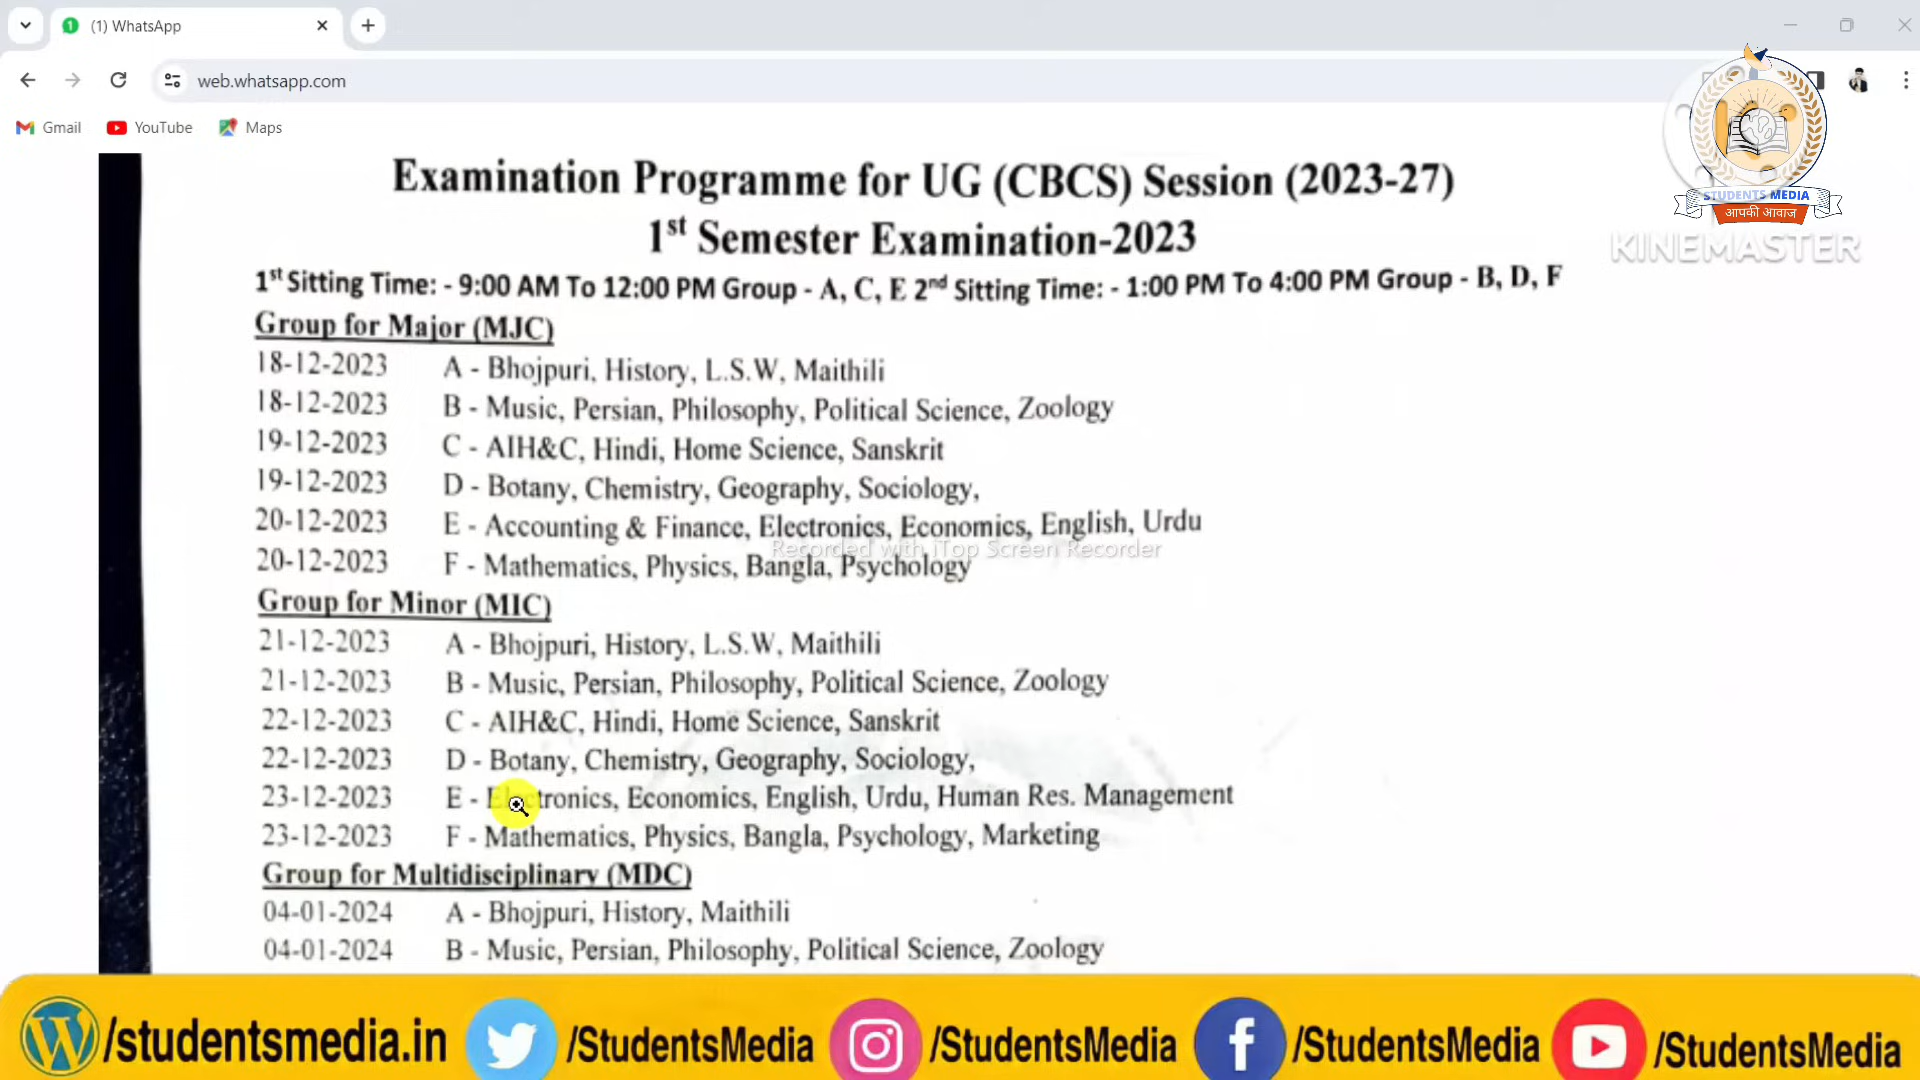 (1) WhatsApp
web.whatsapp.com
Gmail YouTube Maps
STUDENTS MEDIA
आपकी आवाज
KINEMASTER
Examination Programme for UG (CBCS) Session (2023-27)
1st Semester Examination-2023
1st Sitting Time: - 9:00 AM To 12:00 PM Group - A, C, E 2nd Sitting Time: - 1:00 PM To 4:00 PM Group - B, D, F
Group for Major (MJC)
18-12-2023 A - Bhojpuri, History, L.S.W, Maithili
18-12-2023 B - Music, Persian, Philosophy, Political Science, Zoology
19-12-2023 C - AIH&C, Hindi, Home Science, Sanskrit
19-12-2023 D - Botany, Chemistry, Geography, Sociology,
20-12-2023 E - Accounting & Finance, Electronics, Economics, English, Urdu
Recorded with iTop Screen Recorder
20-12-2023 F - Mathematics, Physics, Bangla, Psychology
Group for Minor (MIC)
21-12-2023 A - Bhojpuri, History, L.S.W, Maithili
21-12-2023 B - Music, Persian, Philosophy, Political Science, Zoology
22-12-2023 C - AIH&C, Hindi, Home Science, Sanskrit
22-12-2023 D - Botany, Chemistry, Geography, Sociology,
23-12-2023 E - Electronics, Economics, English, Urdu, Human Res. Management
23-12-2023 F - Mathematics, Physics, Bangla, Psychology, Marketing
Group for Multidisciplinary (MDC)
04-01-2024 A - Bhojpuri, History, Maithili
04-01-2024 B - Music, Persian, Philosophy, Political Science, Zoology
/studentsmedia.in /StudentsMedia /StudentsMedia /StudentsMedia /StudentsMedia